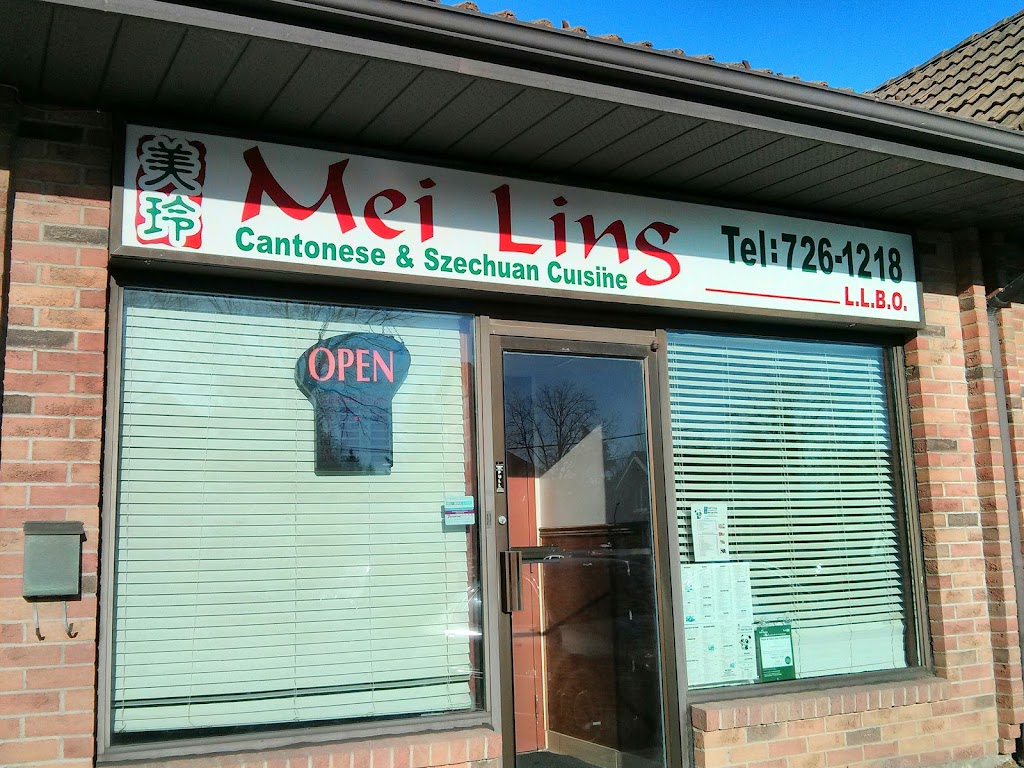 美玲
Mei Ling
Cantonese & Szechuan Cuisine
Tel:726-1218
L.L.B.O.
OPEN